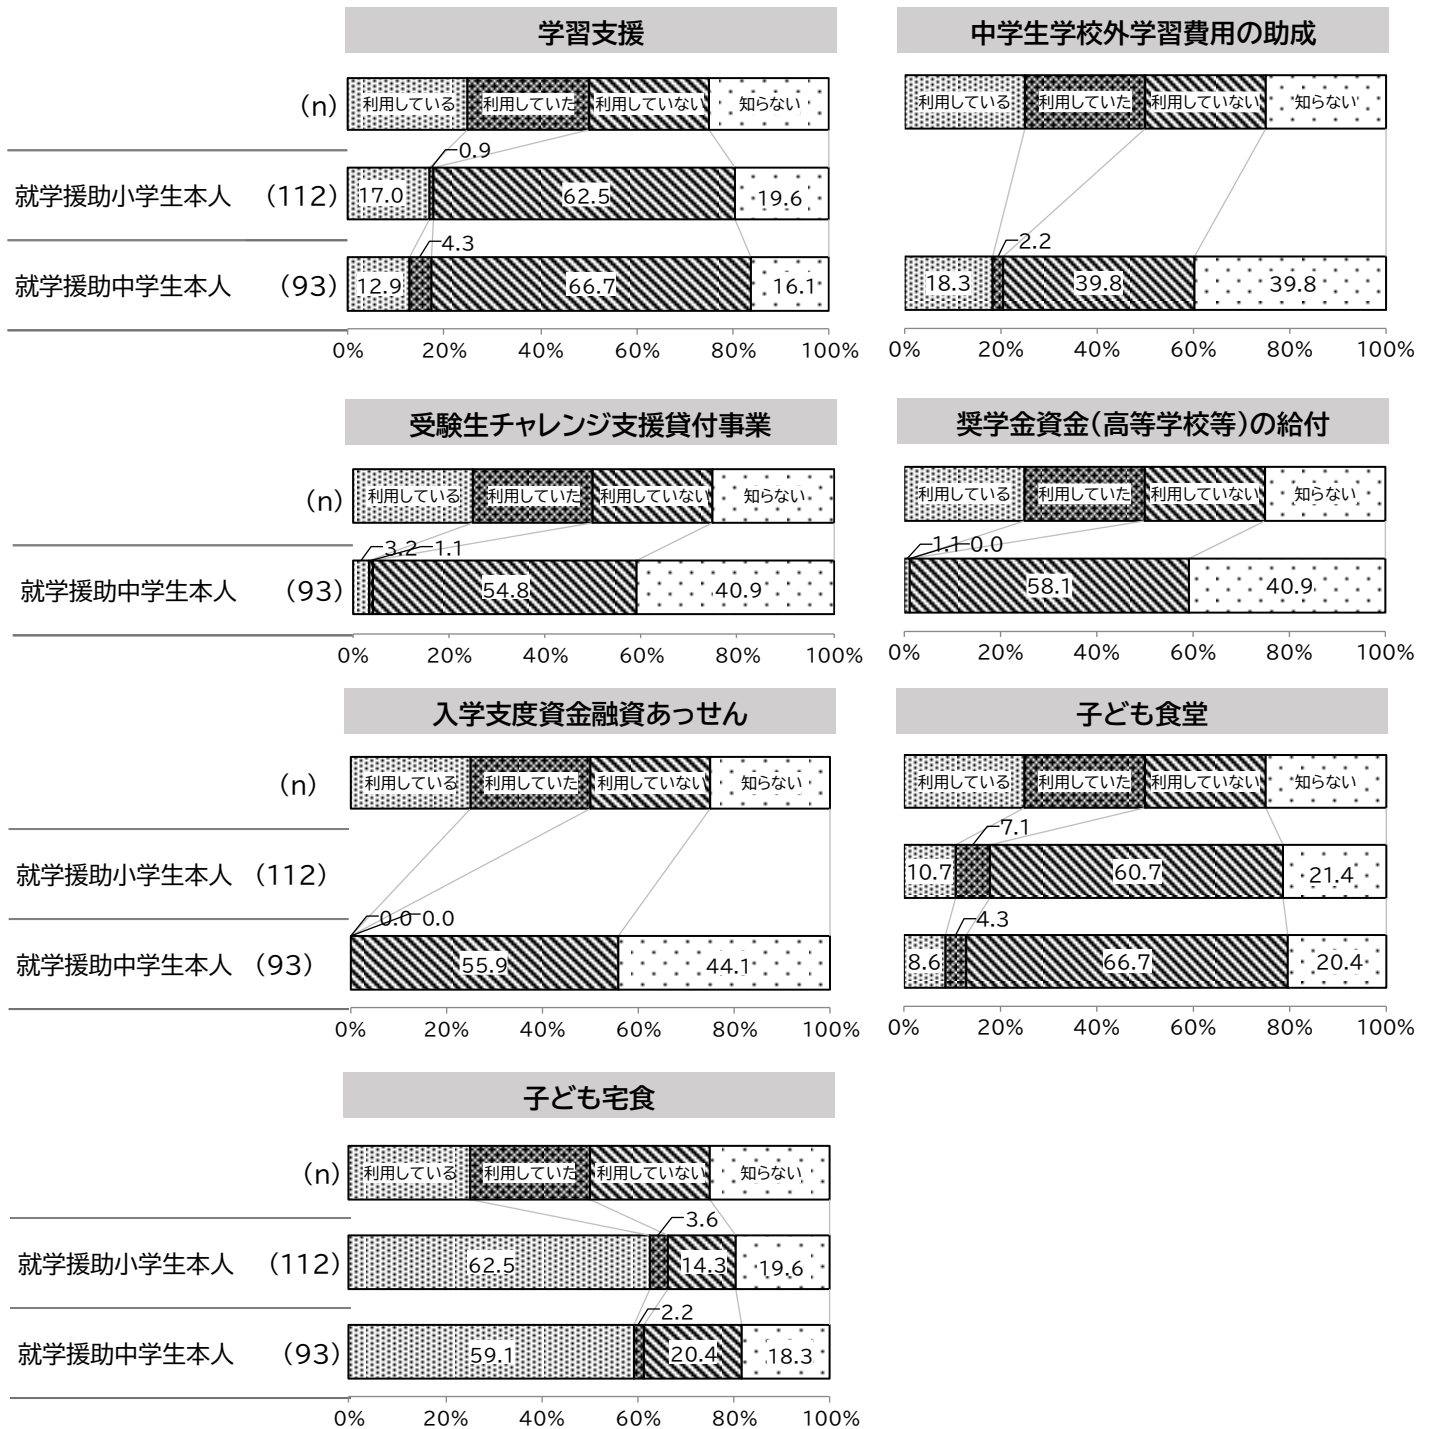 学習支援
(n) 利用している 利用していた 利用していない 知らない
0.9
就学援助小学生本人 (112) 17.0 62.5 19.6
4.3
就学援助中学生本人 (93) 12.9 66.7 16.1
0% 20% 40% 60% 80% 100%
中学生学校外学習費用の助成
利用している 利用していた 利用していない 知らない
2.2
18.3 39.8 39.8
0% 20% 40% 60% 80% 100%
受験生チャレンジ支援貸付事業
(n) 利用している 利用していた 利用していない 知らない
3.2 1.1
就学援助中学生本人 (93) 54.8 40.9
0% 20% 40% 60% 80% 100%
奨学金資金(高等学校等)の給付
利用している 利用していた 利用していない 知らない
1.1 0.0
58.1 40.9
0% 20% 40% 60% 80% 100%
入学支度資金融資あっせん
(n) 利用している 利用していた 利用していない 知らない
就学援助小学生本人 (112)
0.0 0.0
就学援助中学生本人 (93) 55.9 44.1
0% 20% 40% 60% 80% 100%
子ども食堂
利用している 利用していた 利用していない 知らない
7.1
10.7 60.7 21.4
4.3
8.6 66.7 20.4
0% 20% 40% 60% 80% 100%
子ども宅食
(n) 利用している 利用していた 利用していない 知らない
3.6
就学援助小学生本人 (112) 62.5 14.3 19.6
2.2
就学援助中学生本人 (93) 59.1 20.4 18.3
0% 20% 40% 60% 80% 100%